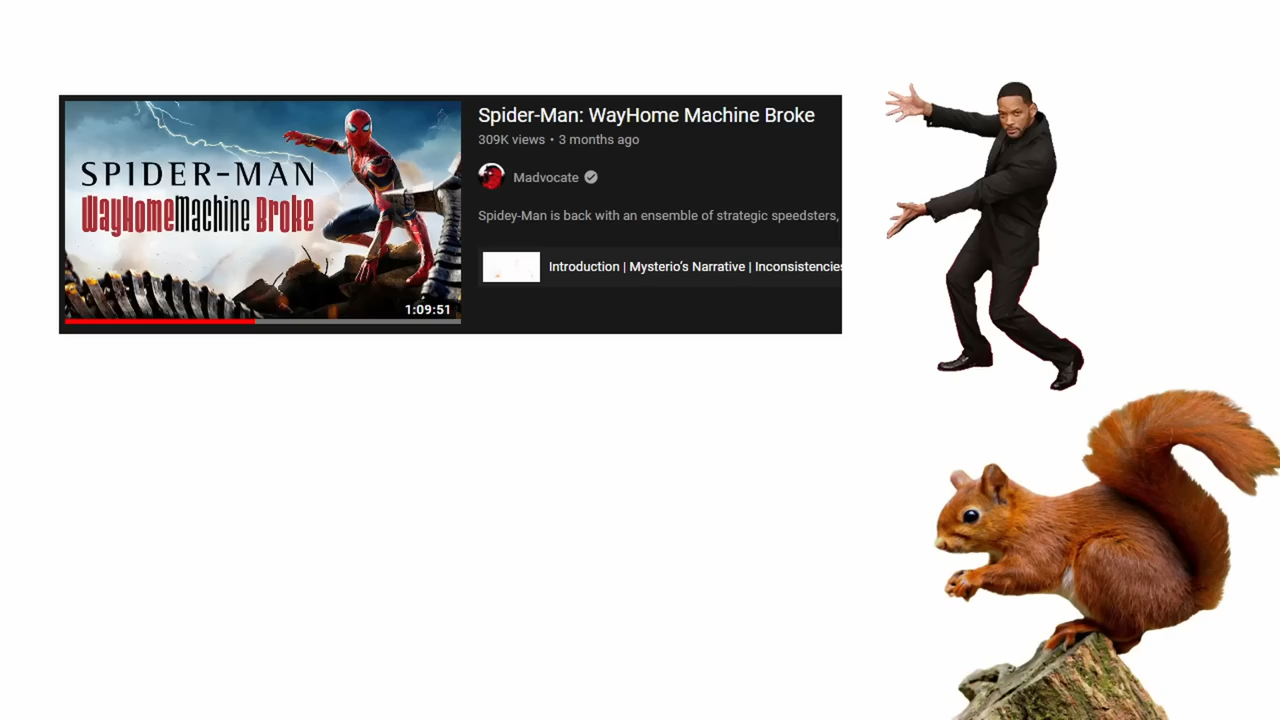 SPIDER-MAN
WayHomeMachine Broke
1:09:51
Spider-Man: WayHome Machine Broke
309K views • 3 months ago
Madvocate
Spidey-Man is back with an ensemble of strategic speedsters,
Introduction | Mysterio's Narrative | Inconsistencies